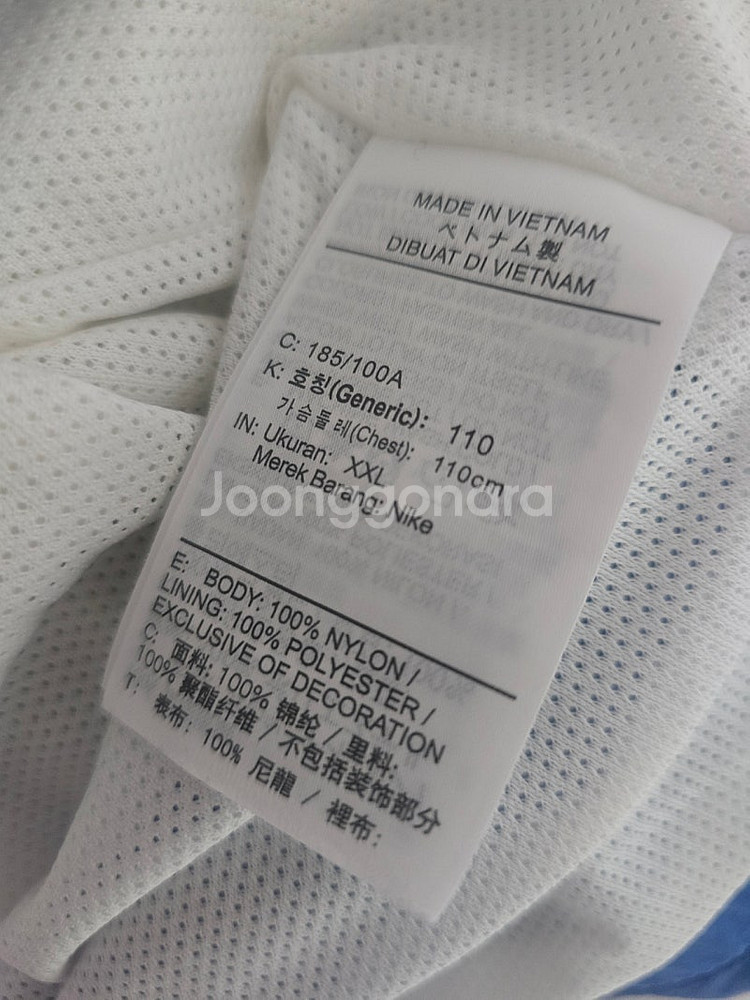 MADE IN VIETNAM
ベトナム製
DIBUAT DI VIETNAM
C: 185/100A
K: 호칭(Generic): 110
가슴둘레(Chest): 110cm
IN: Ukuran: XXL
Merek Barang: Nike
Joonggonara
E: BODY: 100% NYLON /
LINING: 100% POLYESTER /
EXCLUSIVE OF DECORATION
C: 面料: 100% 锦纶 / 里料:
100% 聚酯纤维 / 不包括装饰部分
T: 表布: 100% 尼龍 / 裡布: